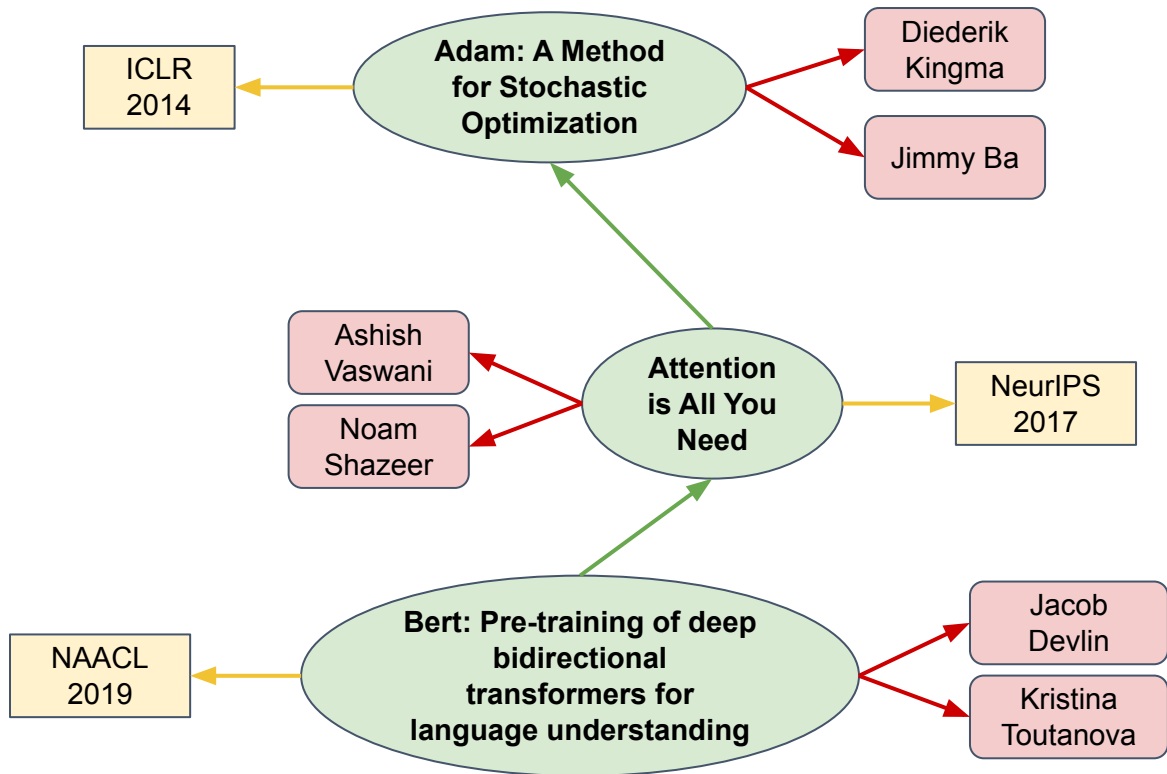 ICLR
2014
Adam: A Method
for Stochastic
Optimization
Diederik
Kingma
Jimmy Ba
Ashish
Vaswani
Noam
Shazeer
Attention
is All You
Need
NeurIPS
2017
NAACL
2019
Bert: Pre-training of deep
bidirectional
transformers for
language understanding
Jacob
Devlin
Kristina
Toutanova